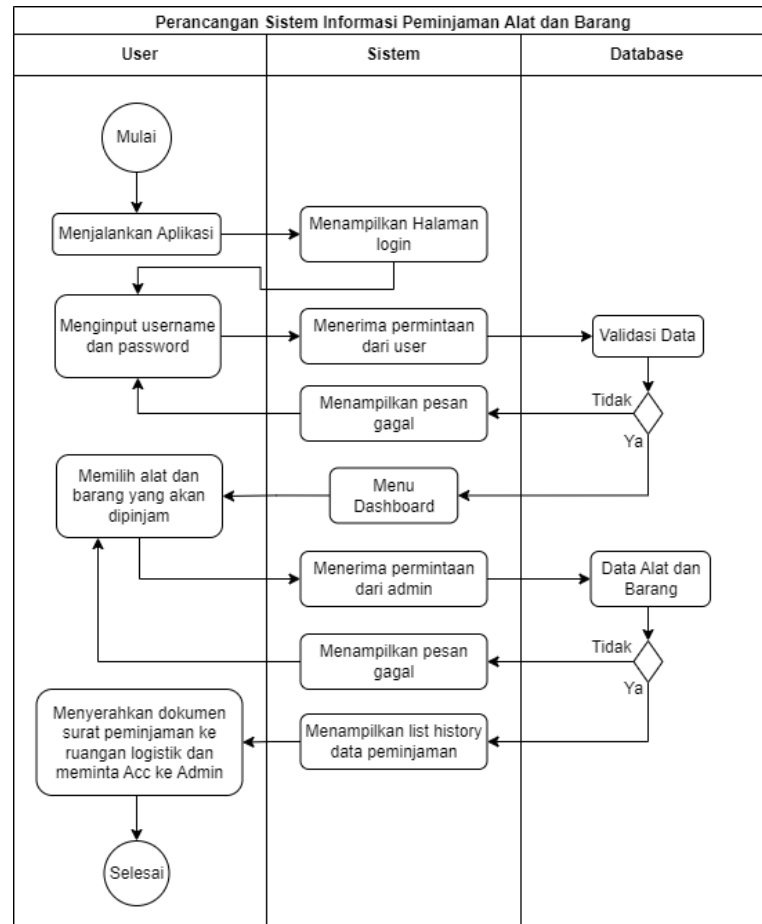 Perancangan Sistem Informasi Peminjaman Alat dan Barang
User
Sistem
Database
Mulai
Menjalankan Aplikasi
Menampilkan Halaman
login
Menginput username
dan password
Menerima permintaan
dari user
Validasi Data
Menampilkan pesan
gagal
Tidak
Ya
Memilih alat dan
barang yang akan
dipinjam
Menu
Dashboard
Menerima permintaan
dari admin
Data Alat dan
Barang
Menampilkan pesan
gagal
Tidak
Ya
Menyerahkan dokumen
surat peminjaman ke
ruangan logistik dan
meminta Acc ke Admin
Menampilkan list history
data peminjaman
Selesai